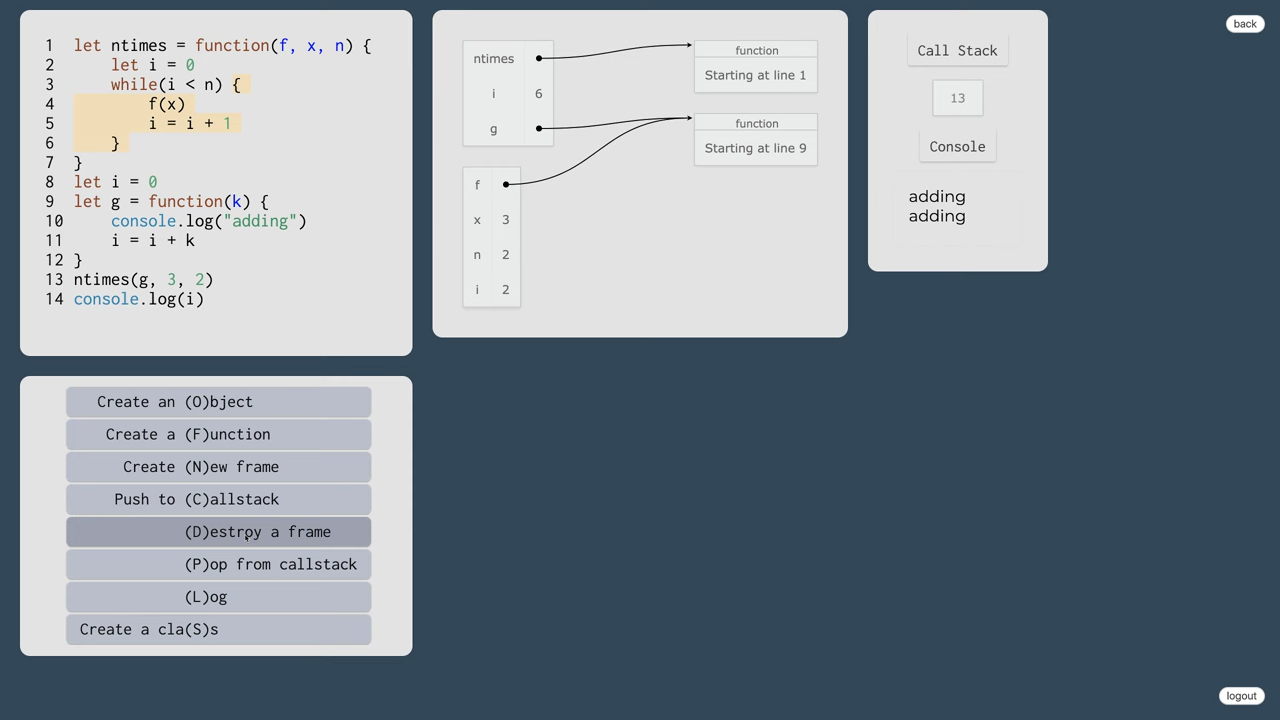 1 let ntimes = function(f, x, n) {
2     let i = 0
3     while(i < n) {
4         f(x)
5         i = i + 1
6     }
7 }
8 let i = 0
9 let g = function(k) {
10     console.log("adding")
11     i = i + k
12 }
13 ntimes(g, 3, 2)
14 console.log(i)
ntimes
i 6
g
f
x 3
n 2
i 2
function
Starting at line 1
function
Starting at line 9
Call Stack
13
Console
adding
adding
back
Create an (O)bject
Create a (F)unction
Create (N)ew frame
Push to (C)allstack
(D)estroy a frame
(P)op from callstack
(L)og
Create a cla(S)s
logout